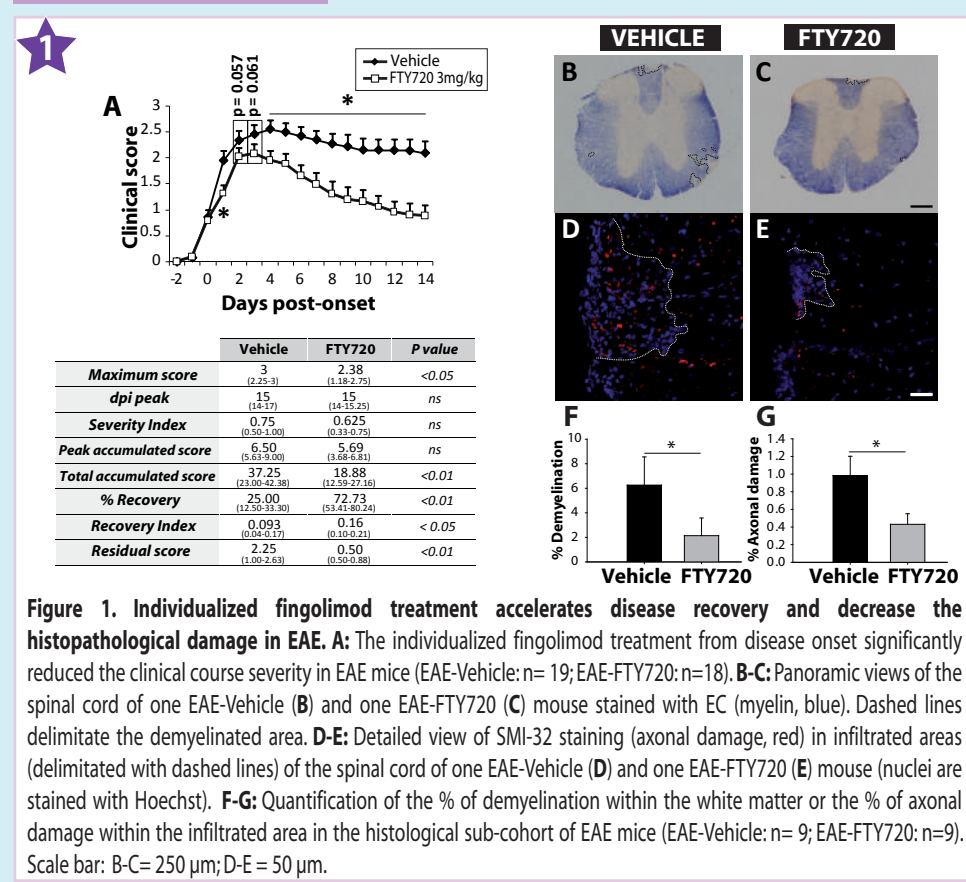 1
VEHICLE
FTY720
A
p = 0.057
p = 0.061
Vehicle
FTY720 3mg/kg
*
*
Clinical score
3
2.5
2
1.5
1
0.5
0
-2 0 2 4 6 8 10 12 14
Days post-onset
B
C
D
E
Vehicle FTY720 P value
Maximum score 3 2.38 <0.05
(2.25-3) (1.18-2.75)
dpi peak 15 15 ns
(14-17) (14-15.25)
Severity Index 0.75 0.625 ns
(0.50-1.00) (0.33-0.75)
Peak accumulated score 6.50 5.69 ns
(5.63-9.00) (3.68-6.81)
Total accumulated score 37.25 18.88 <0.01
(23.00-42.38) (12.59-27.16)
% Recovery 25.00 72.73 <0.01
(12.50-33.30) (53.41-80.24)
Recovery Index 0.093 0.16 < 0.05
(0.04-0.17) (0.10-0.21)
Residual score 2.25 0.50 <0.01
(1.00-2.63) (0.50-0.88)
F
% Demyelination
10
8
6
4
2
0
*
Vehicle FTY720
G
% Axonal damage
1.4
1.2
1.0
0.8
0.6
0.4
0.2
0.0
*
Vehicle FTY720
Figure 1. Individualized fingolimod treatment accelerates disease recovery and decrease the
histopathological damage in EAE. A: The individualized fingolimod treatment from disease onset significantly
reduced the clinical course severity in EAE mice (EAE-Vehicle: n= 19; EAE-FTY720: n=18). B-C: Panoramic views of the
spinal cord of one EAE-Vehicle (B) and one EAE-FTY720 (C) mouse stained with EC (myelin, blue). Dashed lines
delimitate the demyelinated area. D-E: Detailed view of SMI-32 staining (axonal damage, red) in infiltrated areas
(delimitated with dashed lines) of the spinal cord of one EAE-Vehicle (D) and one EAE-FTY720 (E) mouse (nuclei are
stained with Hoechst). F-G: Quantification of the % of demyelination within the white matter or the % of axonal
damage within the infiltrated area in the histological sub-cohort of EAE mice (EAE-Vehicle: n= 9; EAE-FTY720: n=9).
Scale bar: B-C= 250 µm; D-E = 50 µm.